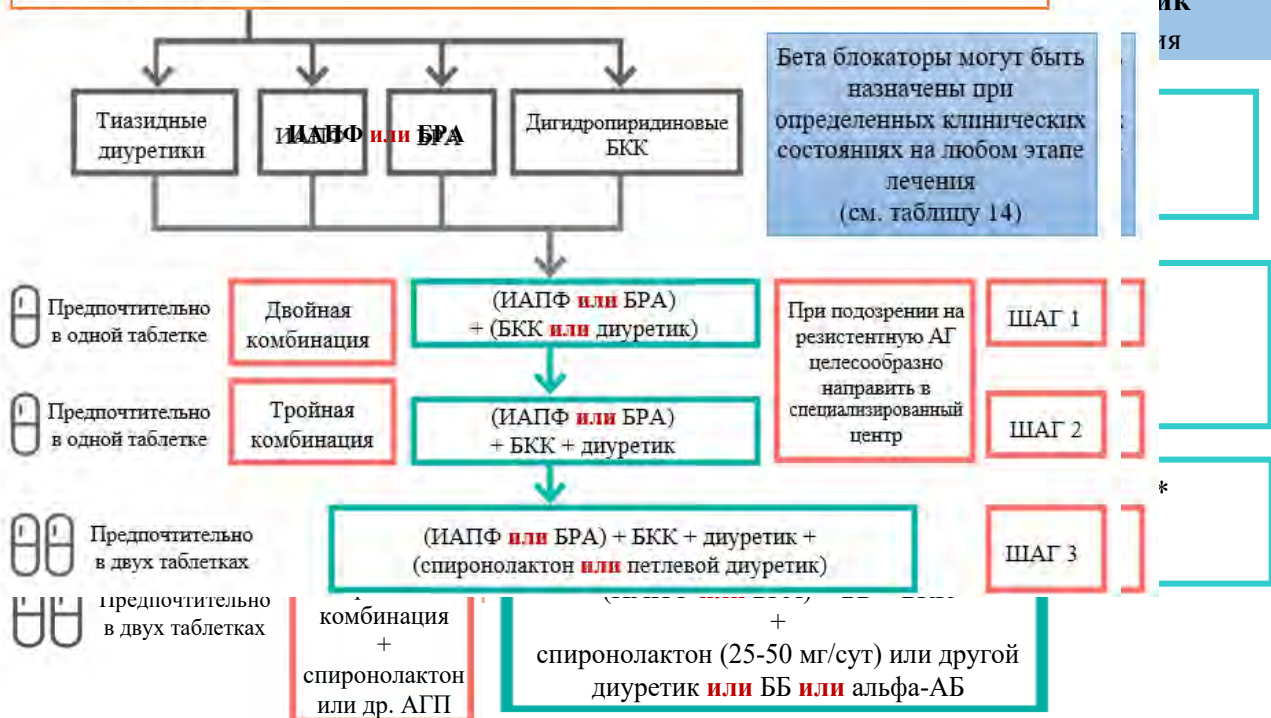 ик
ия
Тиазидные
диуретики
ИАПФ или БРА
Дигидропиридиновые
БКК
Бета блокаторы могут быть
назначены при
определенных клинических
состояниях на любом этапе
лечения
(см. таблицу 14)
Предпочтительно
в одной таблетке
Двойная
комбинация
(ИАПФ или БРА)
+ (БКК или диуретик)
При подозрении на
резистентную АГ
целесообразно
направить в
специализированный
центр
ШАГ 1
Предпочтительно
в одной таблетке
Тройная
комбинация
(ИАПФ или БРА)
+ БКК + диуретик
ШАГ 2
*
Предпочтительно
в двух таблетках
(ИАПФ или БРА) + БКК + диуретик +
(спиронолактон или петлевой диуретик)
ШАГ 3
Предпочтительно
в двух таблетках
комбинация
+
спиронолактон
или др. АГП
+
спиронолактон (25-50 мг/сут) или другой
диуретик или ББ или альфа-АБ